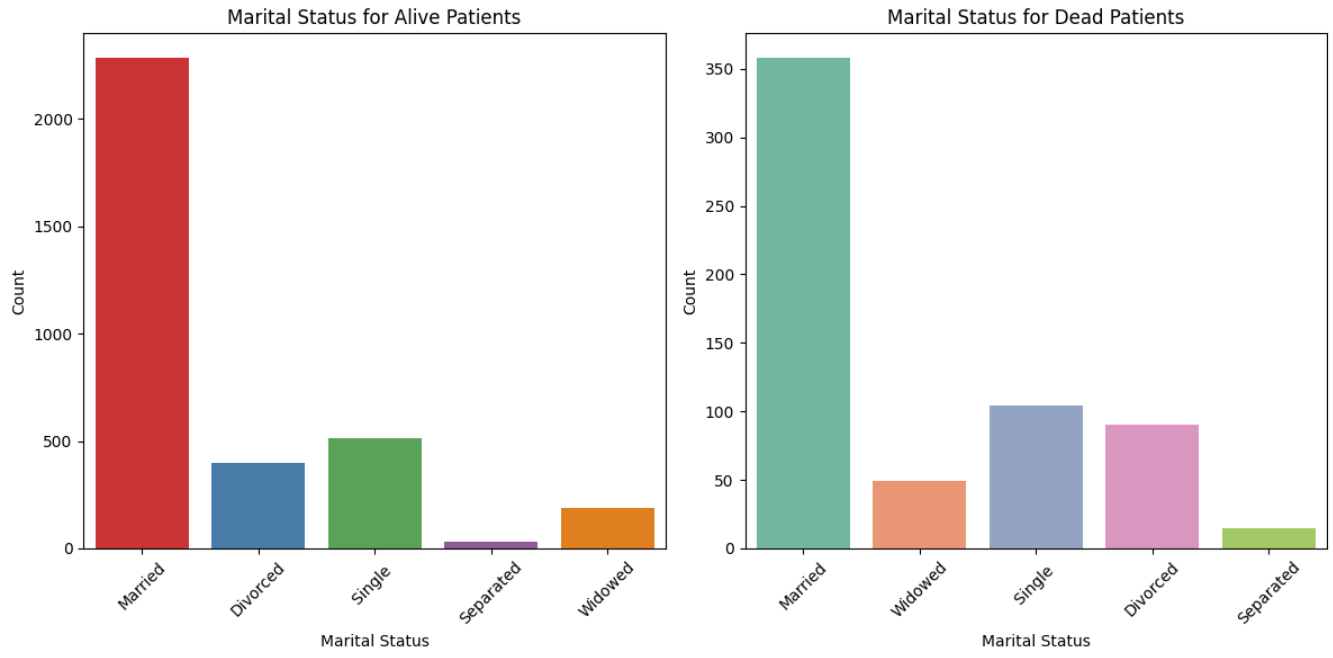 Marital Status for Alive Patients
Count
2000
1500
1000
500
0
Married
Divorced
Single
Separated
Widowed
Marital Status
Marital Status for Dead Patients
Count
350
300
250
200
150
100
50
0
Married
Widowed
Single
Divorced
Separated
Marital Status